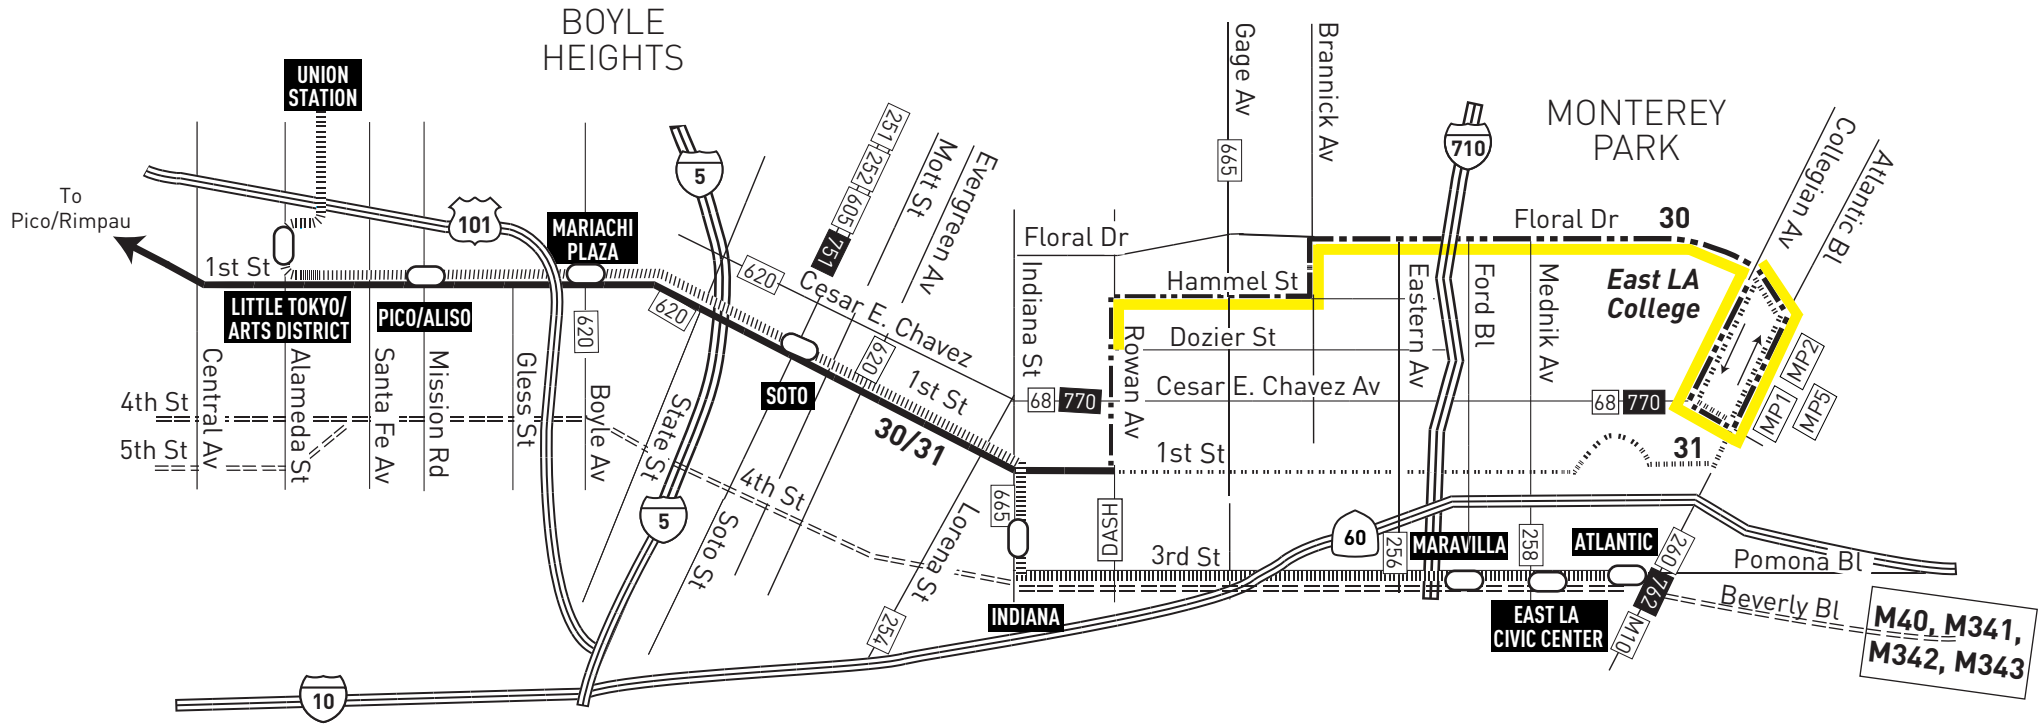 BOYLE
HEIGHTS
UNION
STATION
To
Pico/Rimpau
101
5
MARIACHI
PLAZA
1st St
LITTLE TOKYO/
ARTS DISTRICT
PICO/ALISO
620
620
620
620
251
252
605
751
Mott St
Evergreen Av
Cesar E. Chavez
SOTO
1st St
30/31
Central Av
Alameda St
Santa Fe Av
Mission Rd
Gless St
Boyle Av
State St
Soto St
Lorena St
4th St
5th St
4th St
5
10
254
Gage Av
Brannick Av
665
MONTEREY
PARK
710
Collegian Av
Atlantic Bl
Floral Dr
Floral Dr
30
Indiana St
Hammel St
Rowan Av
Dozier St
Eastern Av
Ford Bl
Mednik Av
East LA
College
68
770
Cesar E. Chavez Av
68
770
MP1
MP2
MP5
1st St
31
665
DASH
3rd St
60
256
MARAVILLA
258
ATLANTIC
260
762
M10
Pomona Bl
Beverly Bl
INDIANA
EAST LA
CIVIC CENTER
M40, M341,
M342, M343